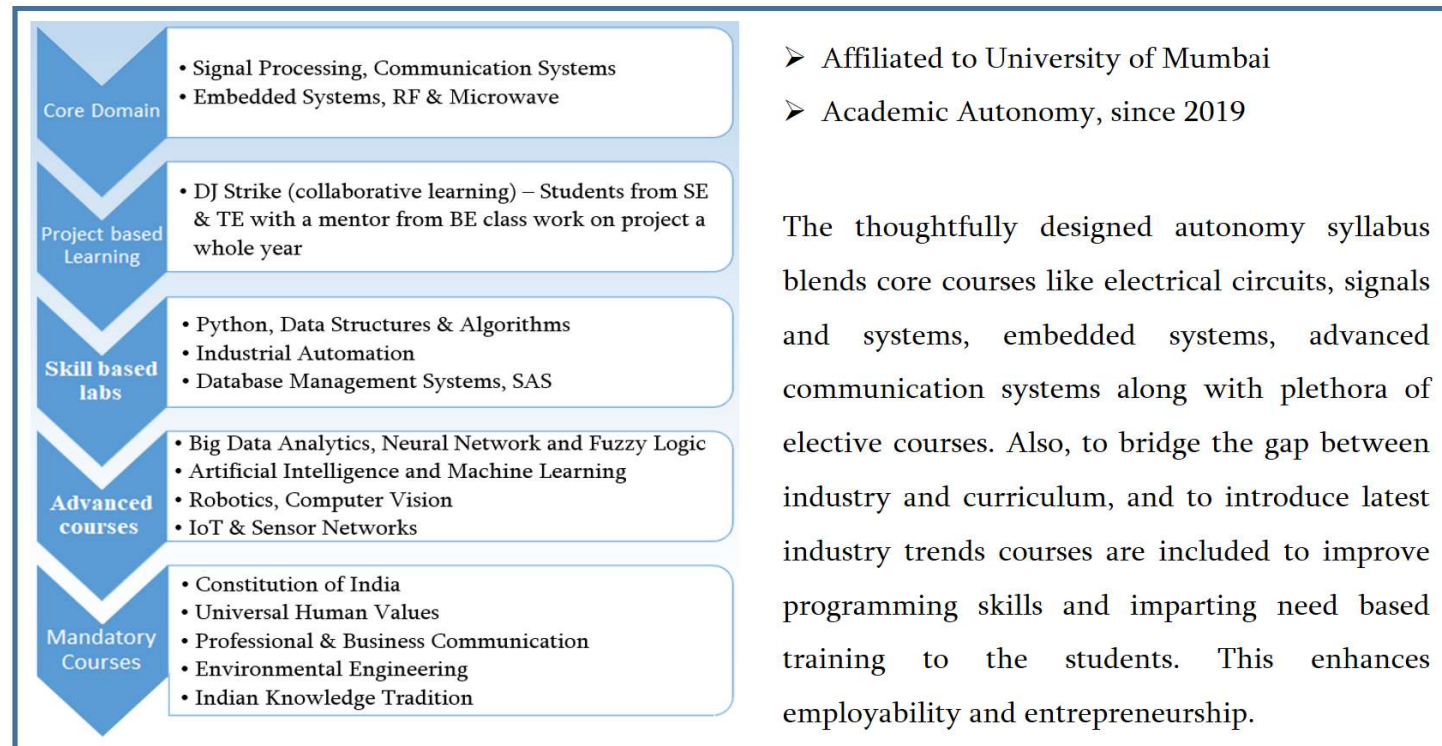 Core Domain
• Signal Processing, Communication Systems
• Embedded Systems, RF & Microwave
Project based
Learning
• DJ Strike (collaborative learning) – Students from SE
& TE with a mentor from BE class work on project a
whole year
Skill based
labs
• Python, Data Structures & Algorithms
• Industrial Automation
• Database Management Systems, SAS
Advanced
courses
• Big Data Analytics, Neural Network and Fuzzy Logic
• Artificial Intelligence and Machine Learning
• Robotics, Computer Vision
• IoT & Sensor Networks
Mandatory
Courses
• Constitution of India
• Universal Human Values
• Professional & Business Communication
• Environmental Engineering
• Indian Knowledge Tradition
➢ Affiliated to University of Mumbai
➢ Academic Autonomy, since 2019
The thoughtfully designed autonomy syllabus
blends core courses like electrical circuits, signals
and systems, embedded systems, advanced
communication systems along with plethora of
elective courses. Also, to bridge the gap between
industry and curriculum, and to introduce latest
industry trends courses are included to improve
programming skills and imparting need based
training to the students. This enhances
employability and entrepreneurship.